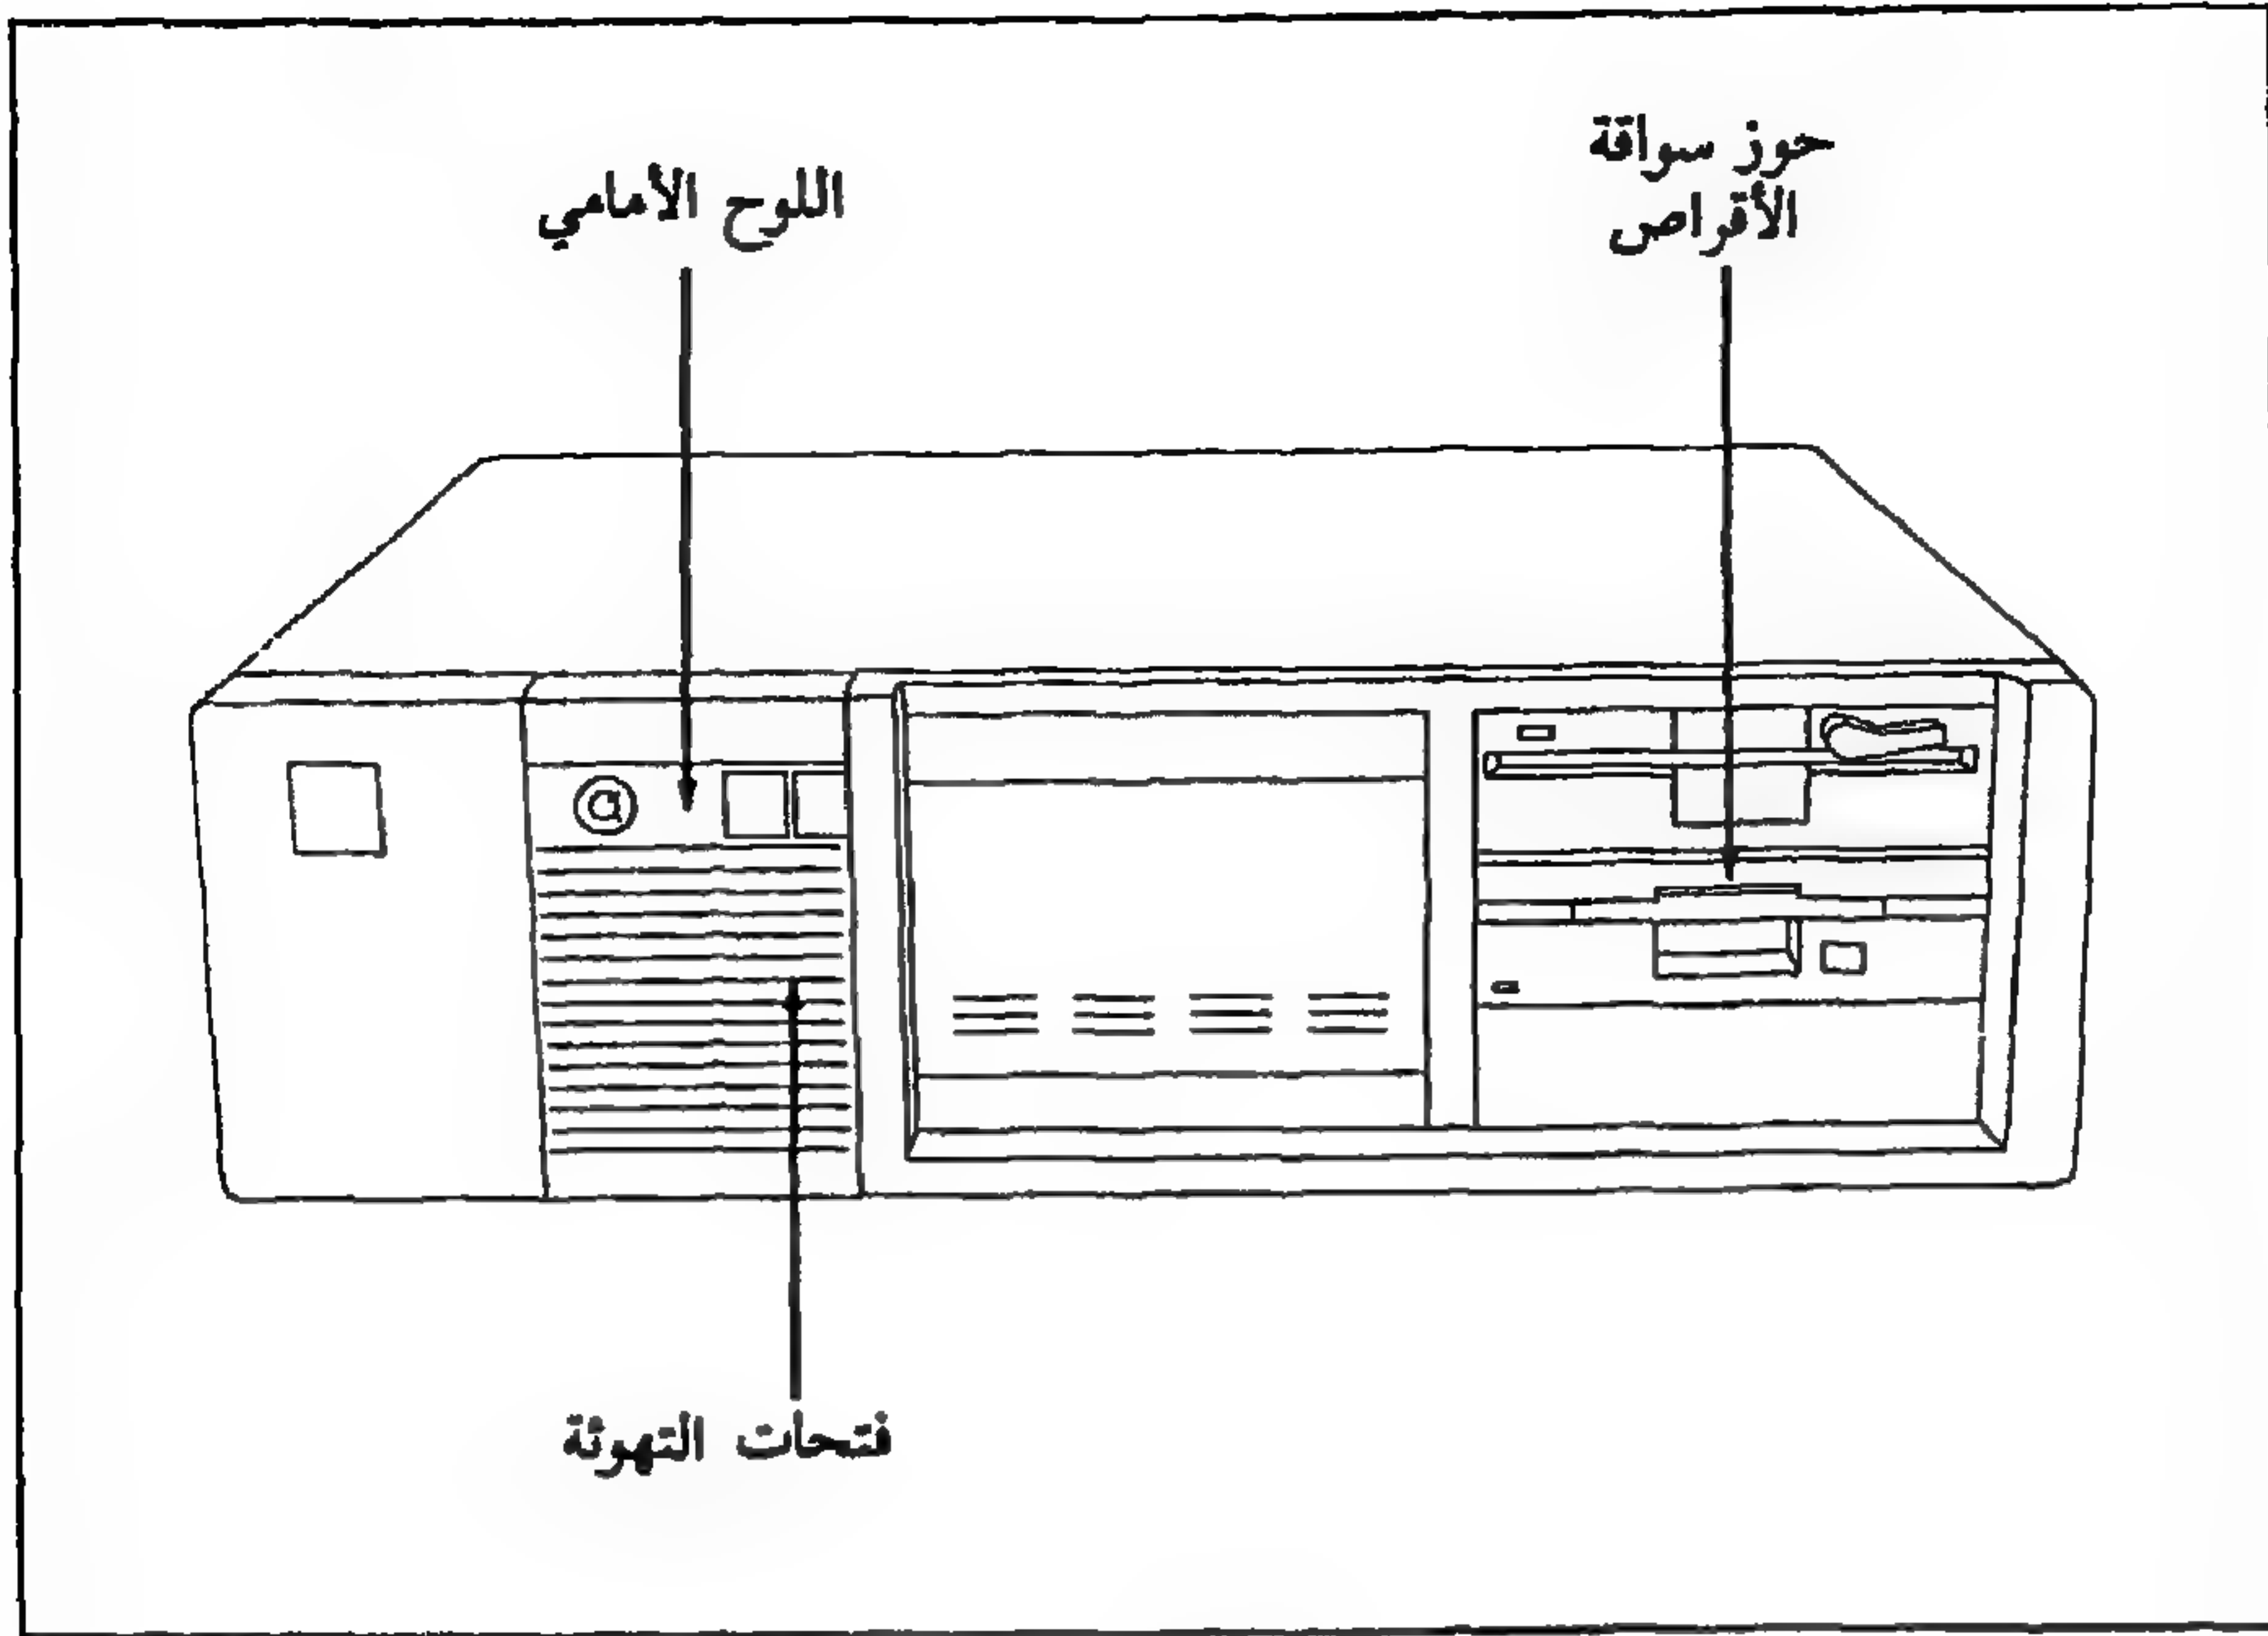 حوز سواقة
الأقراص
اللوح الأمامي
فتحات التهوئة